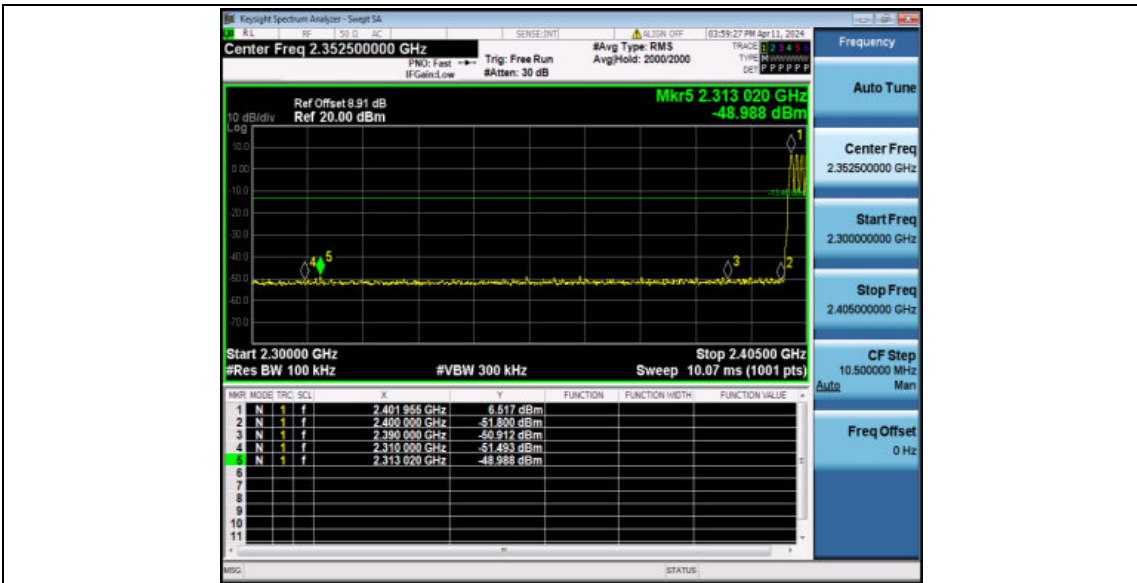 Keysight Spectrum Analyzer - Swept SA
RL RF 50 Ω AC SENSE:INT ALIGN OFF 03:59:27 PM Apr 11, 2024
Center Freq 2.352500000 GHz
PNO: Fast
IFGain:Low
Trig: Free Run
#Atten: 30 dB
#Avg Type: RMS
Avg|Hold: 2000/2000
TRACE 1 2 3 4 5 6
TYPE M WWWWW
DET P P P P P P
Frequency
Auto Tune
Center Freq
2.352500000 GHz
Start Freq
2.300000000 GHz
Stop Freq
2.405000000 GHz
CF Step
10.500000 MHz
Auto Man
Freq Offset
0 Hz
Mkr5 2.313 020 GHz
-48.988 dBm
Ref Offset 8.91 dB
10 dB/div Ref 20.00 dBm
Log
10.0
0.00
-10.0
-20.0
-30.0
-40.0
-50.0
-60.0
-70.0
1
2
3
4
5
Start 2.30000 GHz
Stop 2.40500 GHz
#Res BW 100 kHz
#VBW 300 kHz
Sweep 10.07 ms (1001 pts)
MKR MODE TRC SCL X Y FUNCTION FUNCTION WIDTH FUNCTION VALUE
1 N 1 f 2.401 955 GHz 6.517 dBm
2 N 1 f 2.400 000 GHz -51.800 dBm
3 N 1 f 2.390 000 GHz -50.912 dBm
4 N 1 f 2.310 000 GHz -51.493 dBm
5 N 1 f 2.313 020 GHz -48.988 dBm
6
7
8
9
10
11
MSG STATUS